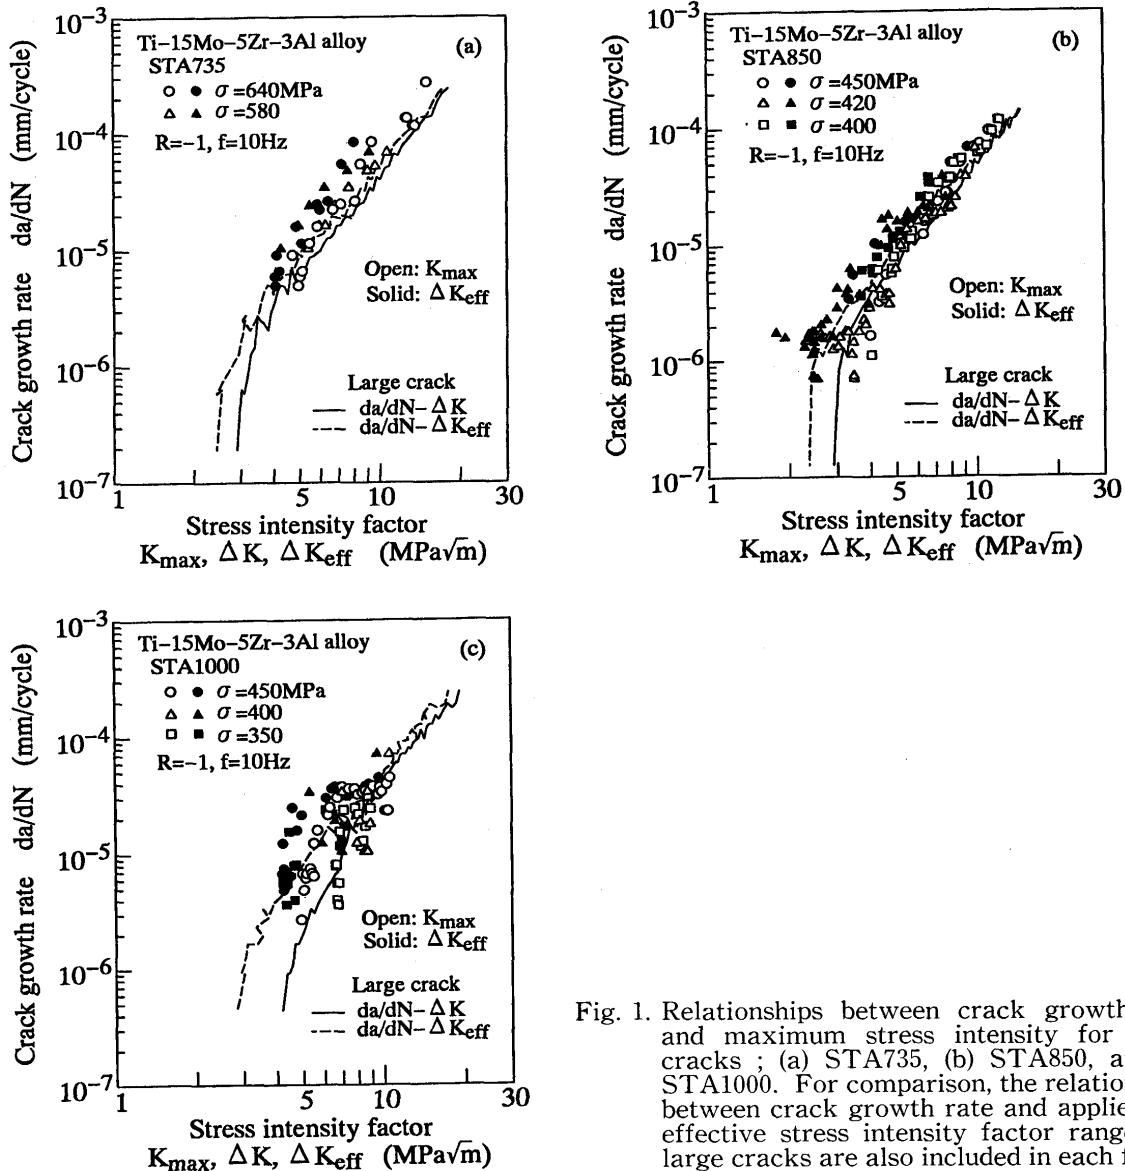 10−3
Ti−15Mo−5Zr−3Al alloy (a)
STA735
○ ● σ=640MPa
△ ▲ σ=580
R=−1, f=10Hz
10−4
10−5
10−6
10−7
Open: Kmax
Solid: ΔKeff
Large crack
da/dN−ΔK
da/dN−ΔKeff
Crack growth rate da/dN (mm/cycle)
1 5 10 30
Stress intensity factor
Kmax, ΔK, ΔKeff (MPa√m)
10−3
Ti−15Mo−5Zr−3Al alloy (b)
STA850
○ ● σ=450MPa
△ ▲ σ=420
□ ■ σ=400
R=−1, f=10Hz
10−4
10−5
10−6
10−7
Open: Kmax
Solid: ΔKeff
Large crack
da/dN−ΔK
da/dN−ΔKeff
Crack growth rate da/dN (mm/cycle)
1 5 10 30
Stress intensity factor
Kmax, ΔK, ΔKeff (MPa√m)
10−3
Ti−15Mo−5Zr−3Al alloy (c)
STA1000
○ ● σ=450MPa
△ ▲ σ=400
□ ■ σ=350
R=−1, f=10Hz
10−4
10−5
10−6
10−7
Open: Kmax
Solid: ΔKeff
Large crack
da/dN−ΔK
da/dN−ΔKeff
Crack growth rate da/dN (mm/cycle)
1 5 10 30
Stress intensity factor
Kmax, ΔK, ΔKeff (MPa√m)
Fig. 1. Relationships between crack growth
and maximum stress intensity for
cracks ; (a) STA735, (b) STA850, a
STA1000. For comparison, the relation
between crack growth rate and applie
effective stress intensity factor range
large cracks are also included in each f